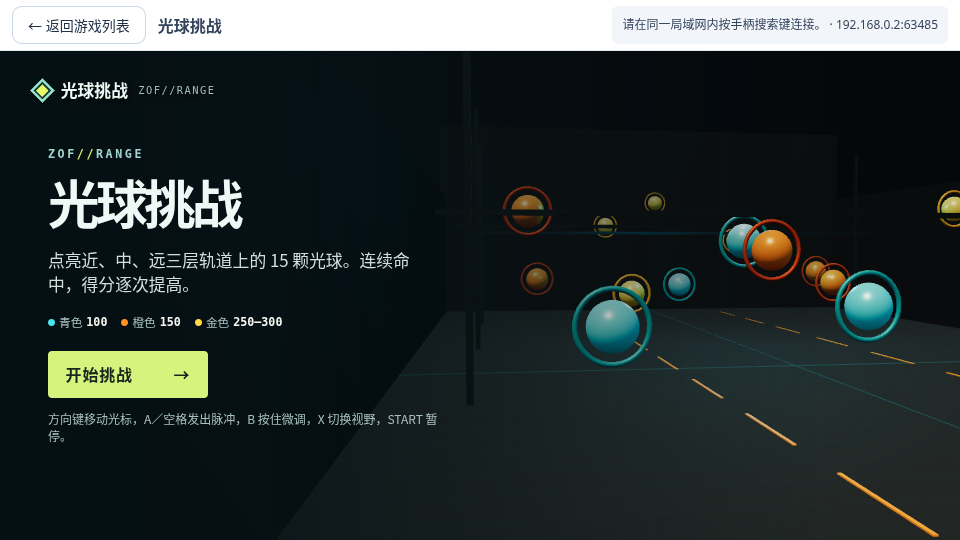 ← 返回游戏列表
光球挑战
请在同一局域网内按手柄搜索键连接。 · 192.168.0.2:63485
光球挑战 ZOF//RANGE
ZOF//RANGE
光球挑战
点亮近、中、远三层轨道上的 15 颗光球。连续命
中，得分逐次提高。
青色 100 橙色 150 金色 250—300
开始挑战 →
方向键移动光标，A／空格发出脉冲，B 按住微调，X 切换视野，START 暂
停。